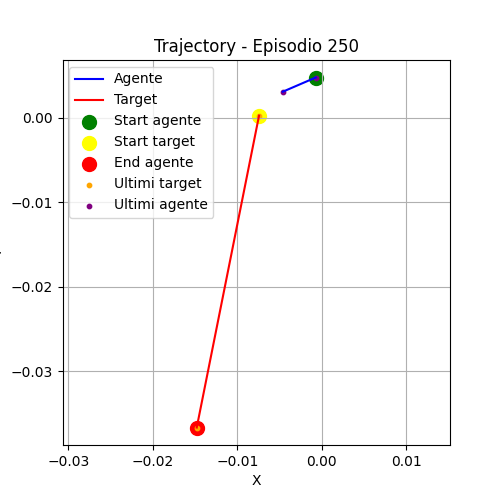 Trajectory - Episodio 250
Agente
Target
Start agente
Start target
End agente
Ultimi target
Ultimi agente
0.00
−0.01
−0.02
−0.03
−0.03
−0.02
−0.01
0.00
0.01
X